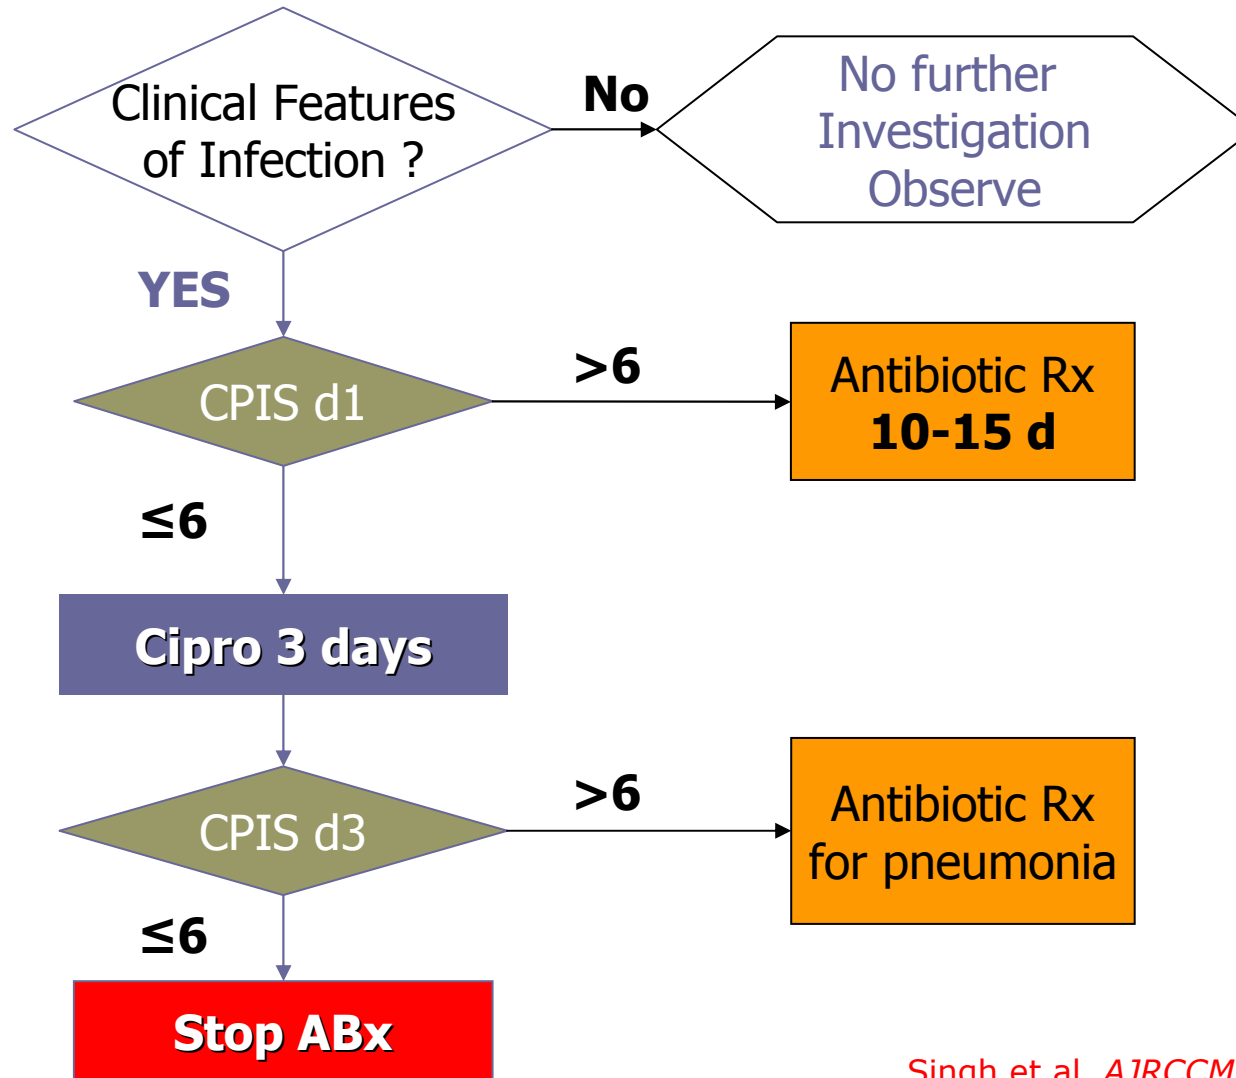 Clinical Features
of Infection ?
No
No further
Investigation
Observe
YES
CPIS d1
>6
Antibiotic Rx
10-15 d
≤6
Cipro 3 days
CPIS d3
>6
Antibiotic Rx
for pneumonia
≤6
Stop ABx
Singh et al. AJRCCM